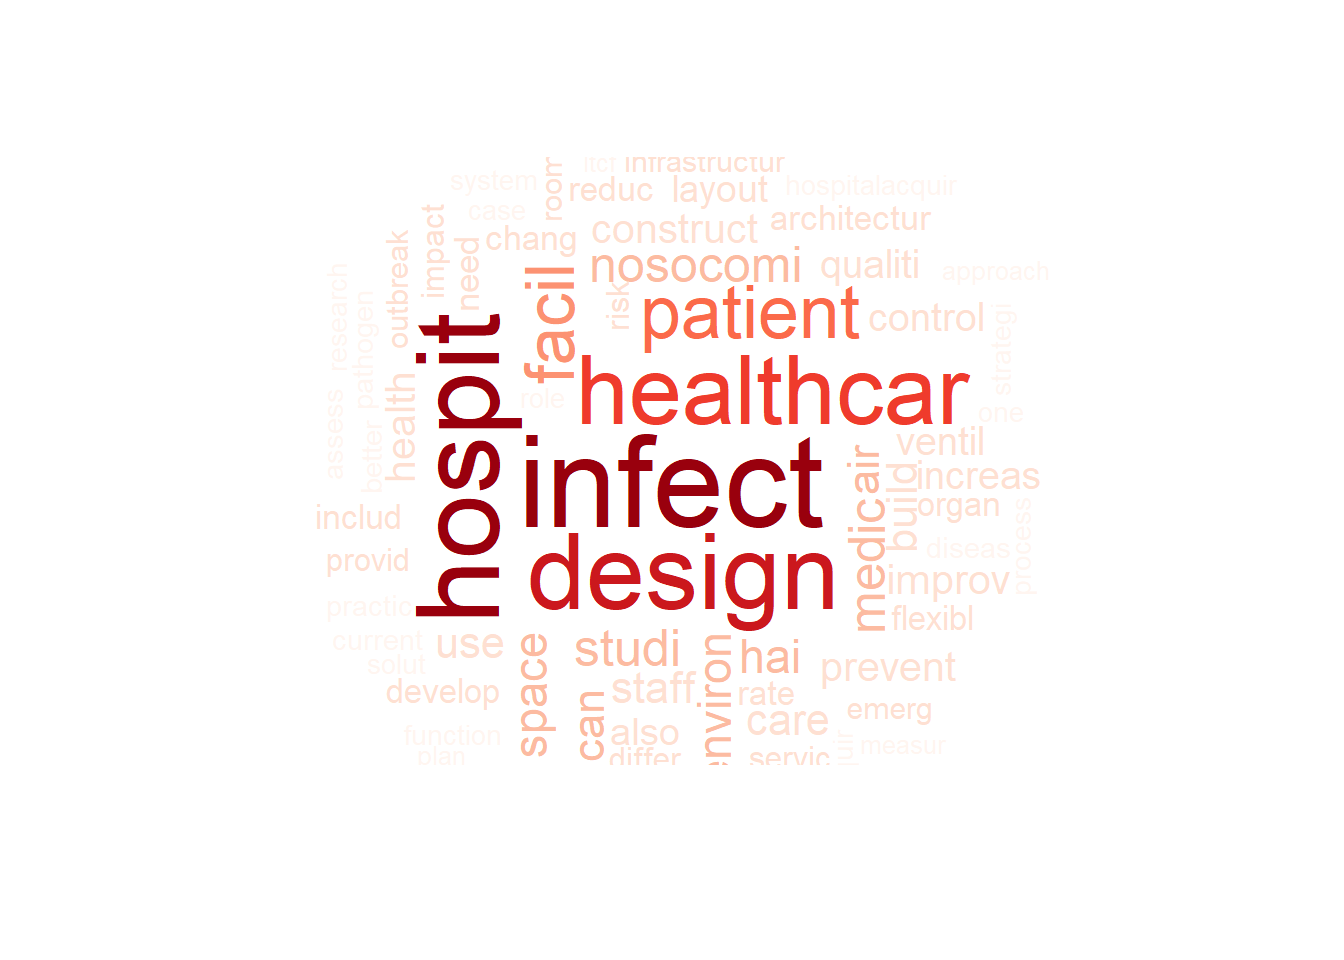 ltcf infrastructur
system room reduc layout hospitalacquir
case impact architectur
outbreak need chang construct
facil nosocomi qualiti approach
research pathogen risk patient control strategi
hospit healthcar
assess better health role one
infect ventil
medic air build increas
includ organ
provid design diseas process
practic improv
current use flexibl
solut space studi environ hai prevent
develop can staff rate
function also care emerg
plan differ servic measur